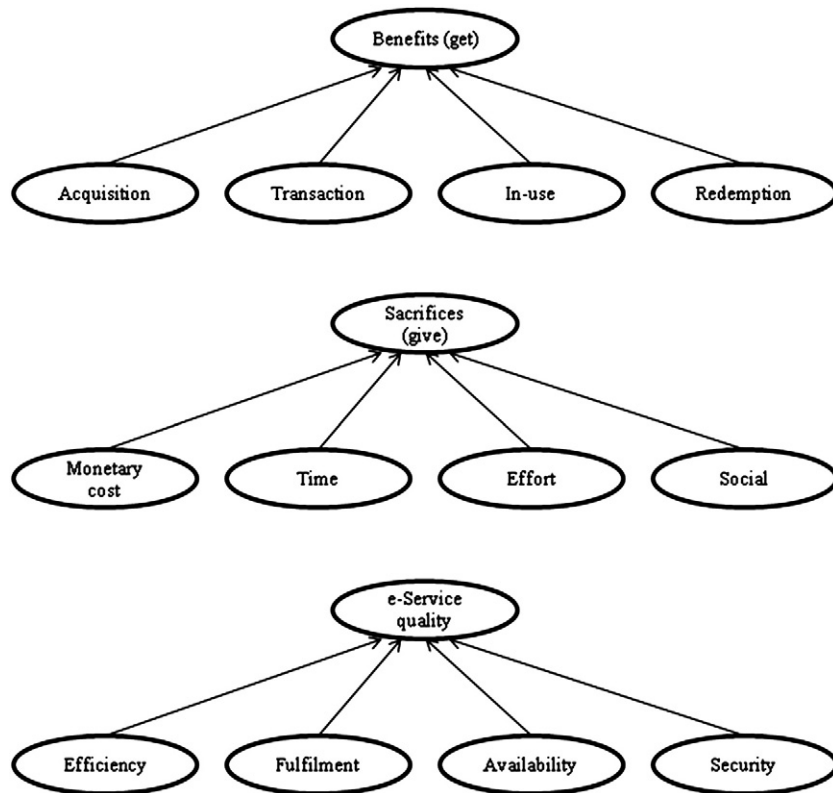 Benefits (get)
Acquisition
Transaction
In-use
Redemption
Sacrifices
(give)
Monetary
cost
Time
Effort
Social
e-Service
quality
Efficiency
Fulfilment
Availability
Security